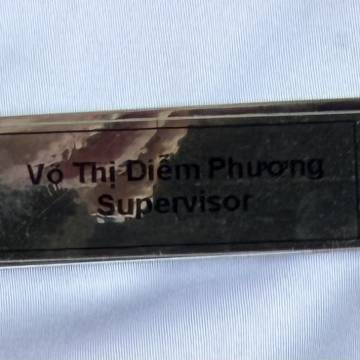 Võ Thị Diễm Phương
Supervisor